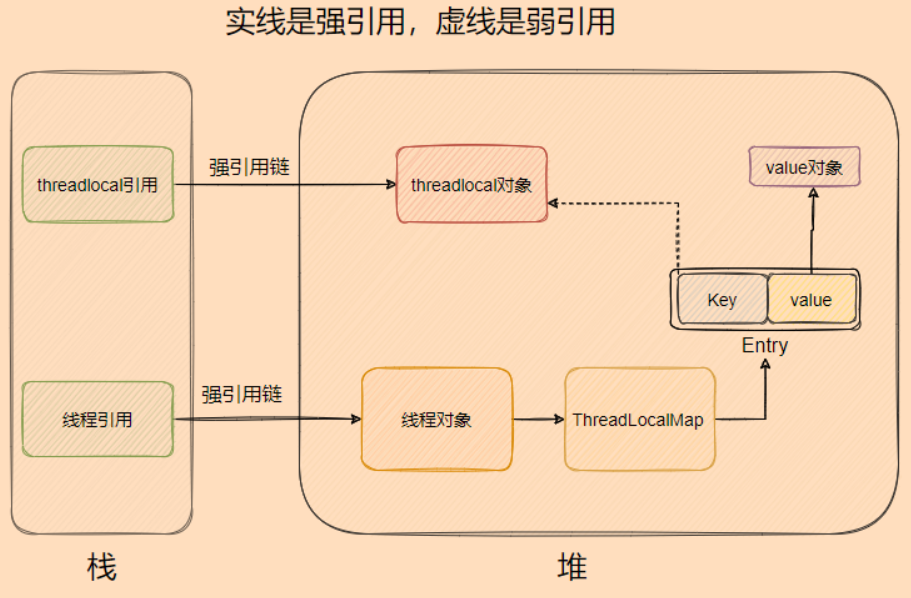 实线是强引用，虚线是弱引用
threadlocal引用
强引用链
threadlocal对象
value对象
Key
value
Entry
线程引用
强引用链
线程对象
ThreadLocalMap
栈
堆